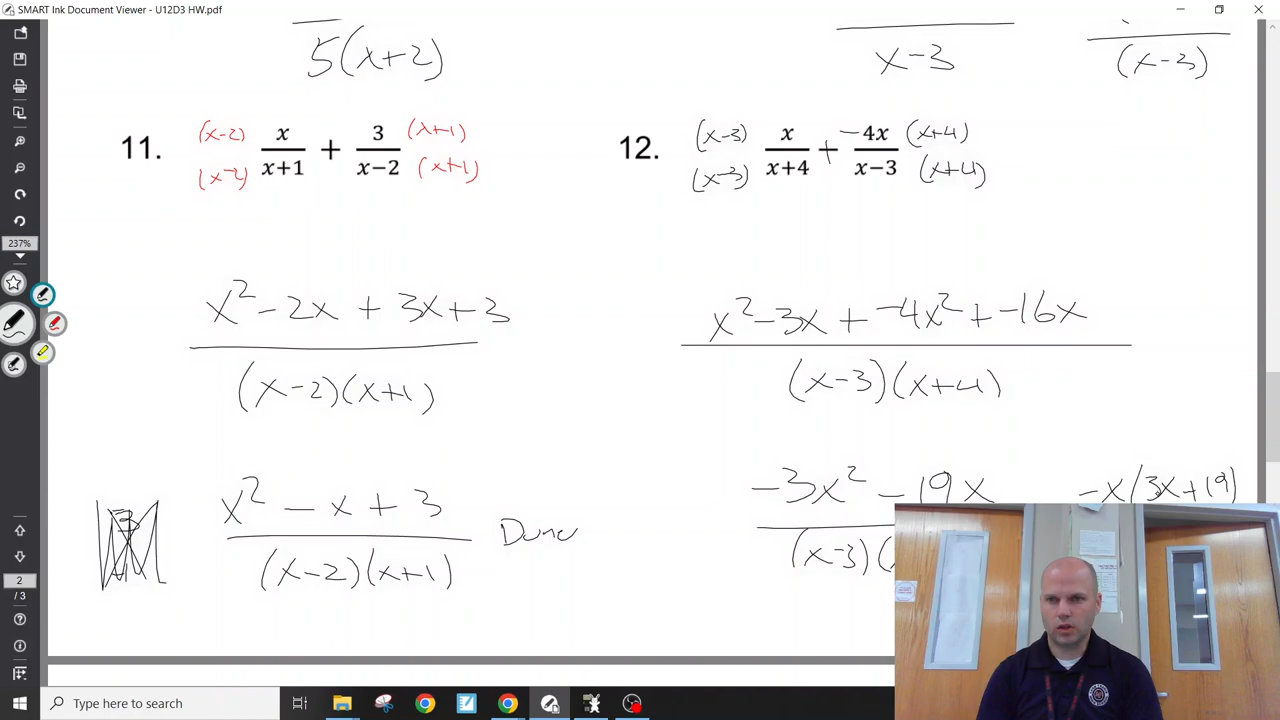 SMART Ink Document Viewer - U12D3 HW.pdf
5(x+2)
x-3
(x-3)
11. (x-2) x/x+1 (x-2) + 3/x-2 (x+1) (x+1)
12. (x-3) x/x+4 (x-3) + -4x/x-3 (x+4) (x+4)
237%
x² - 2x + 3x + 3
(x-2)(x+1)
x² - 3x + -4x² + -16x
(x-3)(x+4)
x² - x + 3
(x-2)(x+1)
Done
-3x² - 19x
(x-3)(
-x(3x+19)
2
/ 3
Type here to search